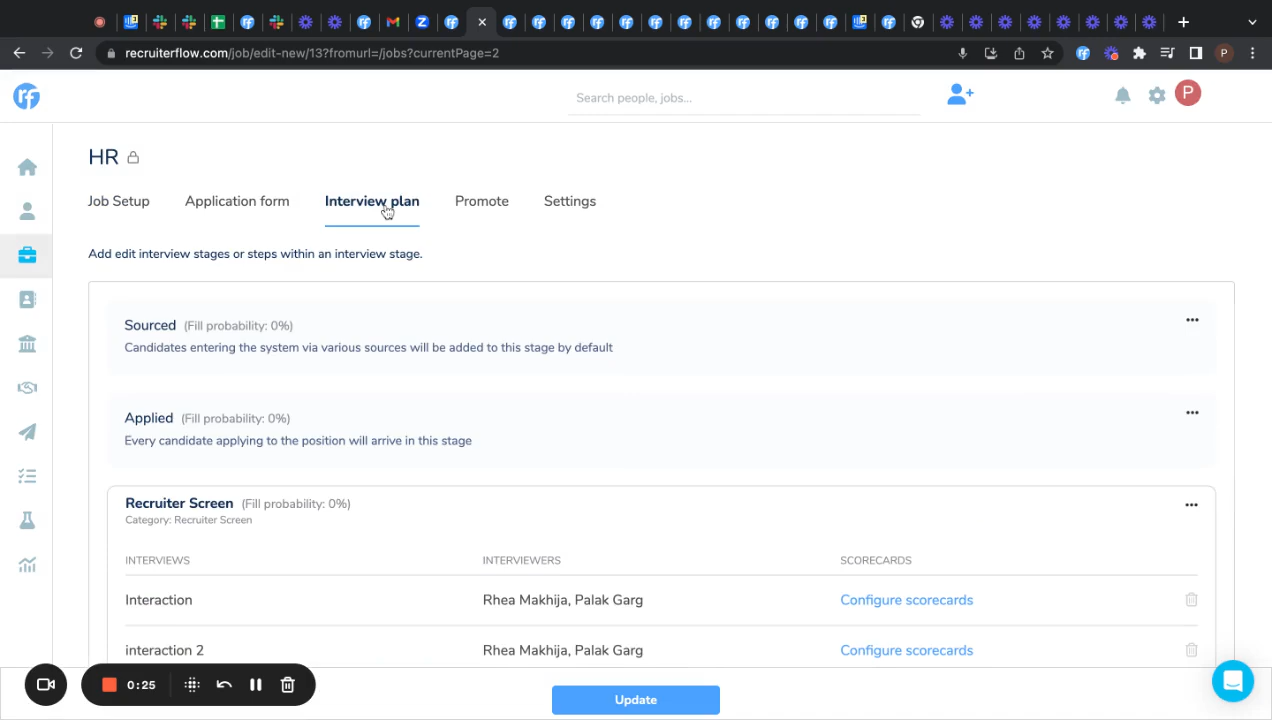 recruiterflow.com/job/edit-new/13?fromurl=/jobs?currentPage=2
P
rf
Search people, jobs...
P
HR
Job Setup Application form Interview plan Promote Settings
Add edit interview stages or steps within an interview stage.
Sourced (Fill probability: 0%)
Candidates entering the system via various sources will be added to this stage by default
Applied (Fill probability: 0%)
Every candidate applying to the position will arrive in this stage
Recruiter Screen (Fill probability: 0%)
Category: Recruiter Screen
INTERVIEWS INTERVIEWERS SCORECARDS
Interaction Rhea Makhija, Palak Garg Configure scorecards
interaction 2 Rhea Makhija, Palak Garg Configure scorecards
0:25
Update